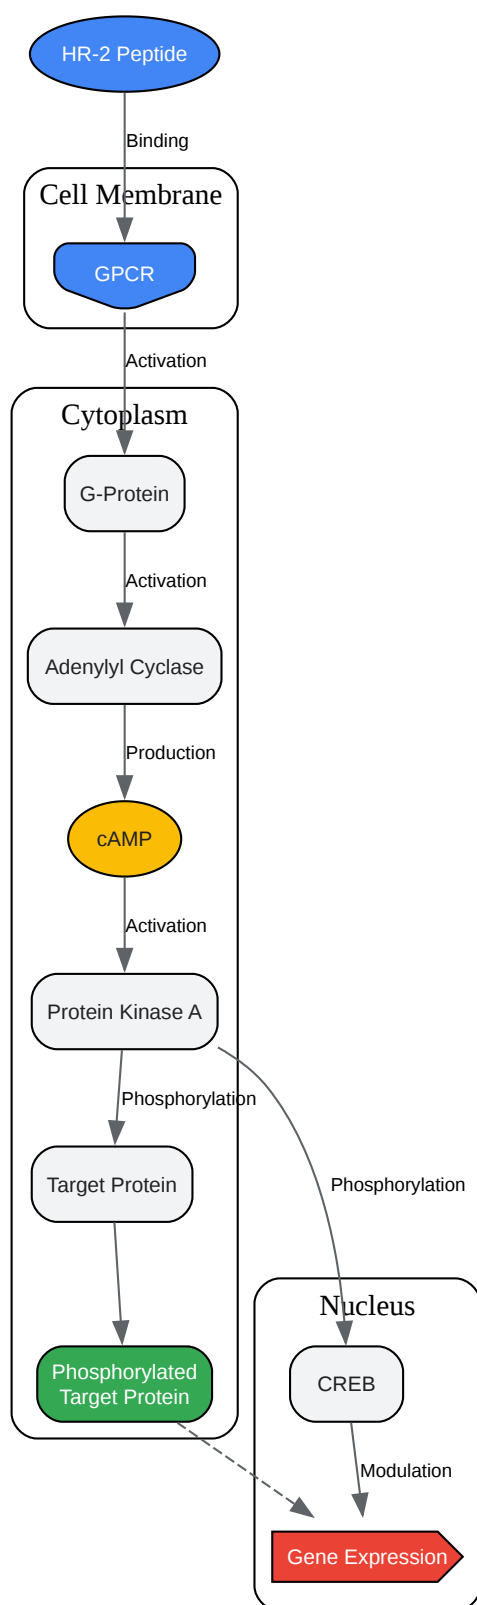 HR-2 Peptide
Binding
Cell Membrane
GPCR
Activation
Cytoplasm
G-Protein
Activation
Adenylyl Cyclase
Production
cAMP
Activation
Protein Kinase A
Phosphorylation
Target Protein
Phosphorylation
Nucleus
Phosphorylated
Target Protein
CREB
Modulation
Gene Expression